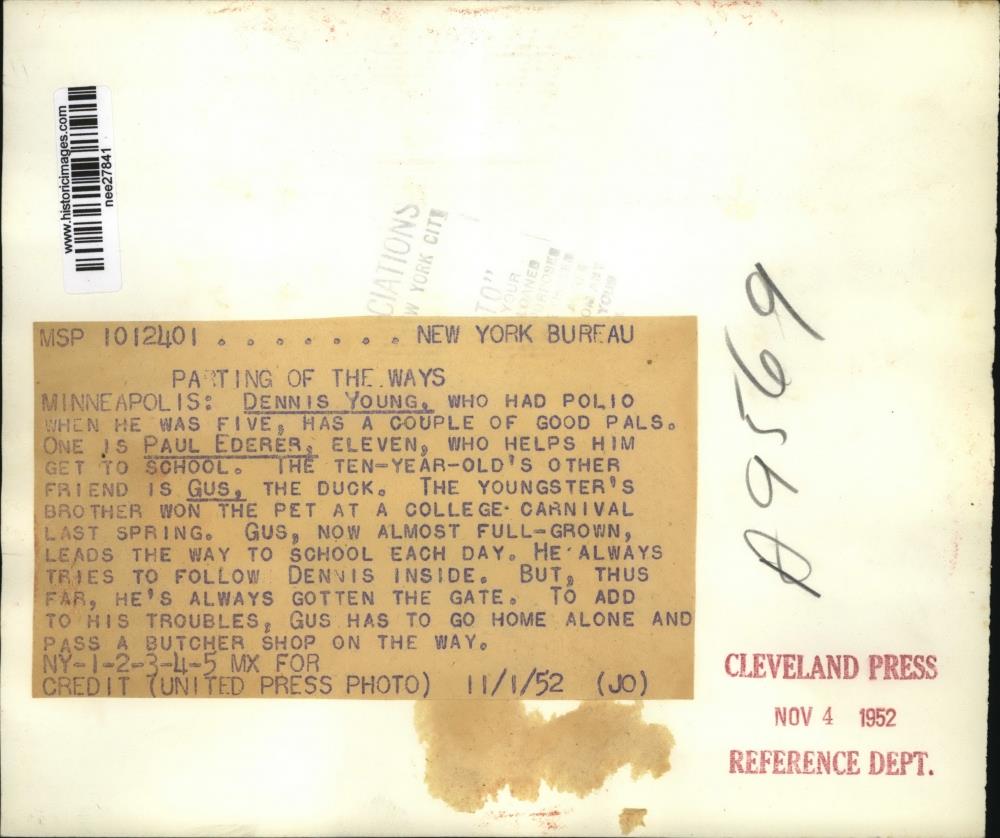 www.historicimages.com
nee27841
CIATIONS
W YORK CITY
TO"
YOUR
MSP 1012401 . . . . . . . . NEW YORK BUREAU
PARTING OF THE WAYS
MINNEAPOLIS: DENNIS YOUNG, WHO HAD POLIO
WHEN HE WAS FIVE, HAS A COUPLE OF GOOD PALS.
ONE IS PAUL EDERER, ELEVEN, WHO HELPS HIM
GET TO SCHOOL. THE TEN-YEAR-OLD'S OTHER
FRIEND IS GUS, THE DUCK. THE YOUNGSTER'S
BROTHER WON THE PET AT A COLLEGE CARNIVAL
LAST SPRING. GUS, NOW ALMOST FULL-GROWN,
LEADS THE WAY TO SCHOOL EACH DAY. HE ALWAYS
TRIES TO FOLLOW DENNIS INSIDE. BUT, THUS
FAR, HE'S ALWAYS GOTTEN THE GATE. TO ADD
TO HIS TROUBLES, GUS HAS TO GO HOME ALONE AND
PASS A BUTCHER SHOP ON THE WAY.
NY-1-2-3-4-5 MX FOR
CREDIT (UNITED PRESS PHOTO) 11/1/52 (JO)
A9569
CLEVELAND PRESS
NOV 4 1952
REFERENCE DEPT.